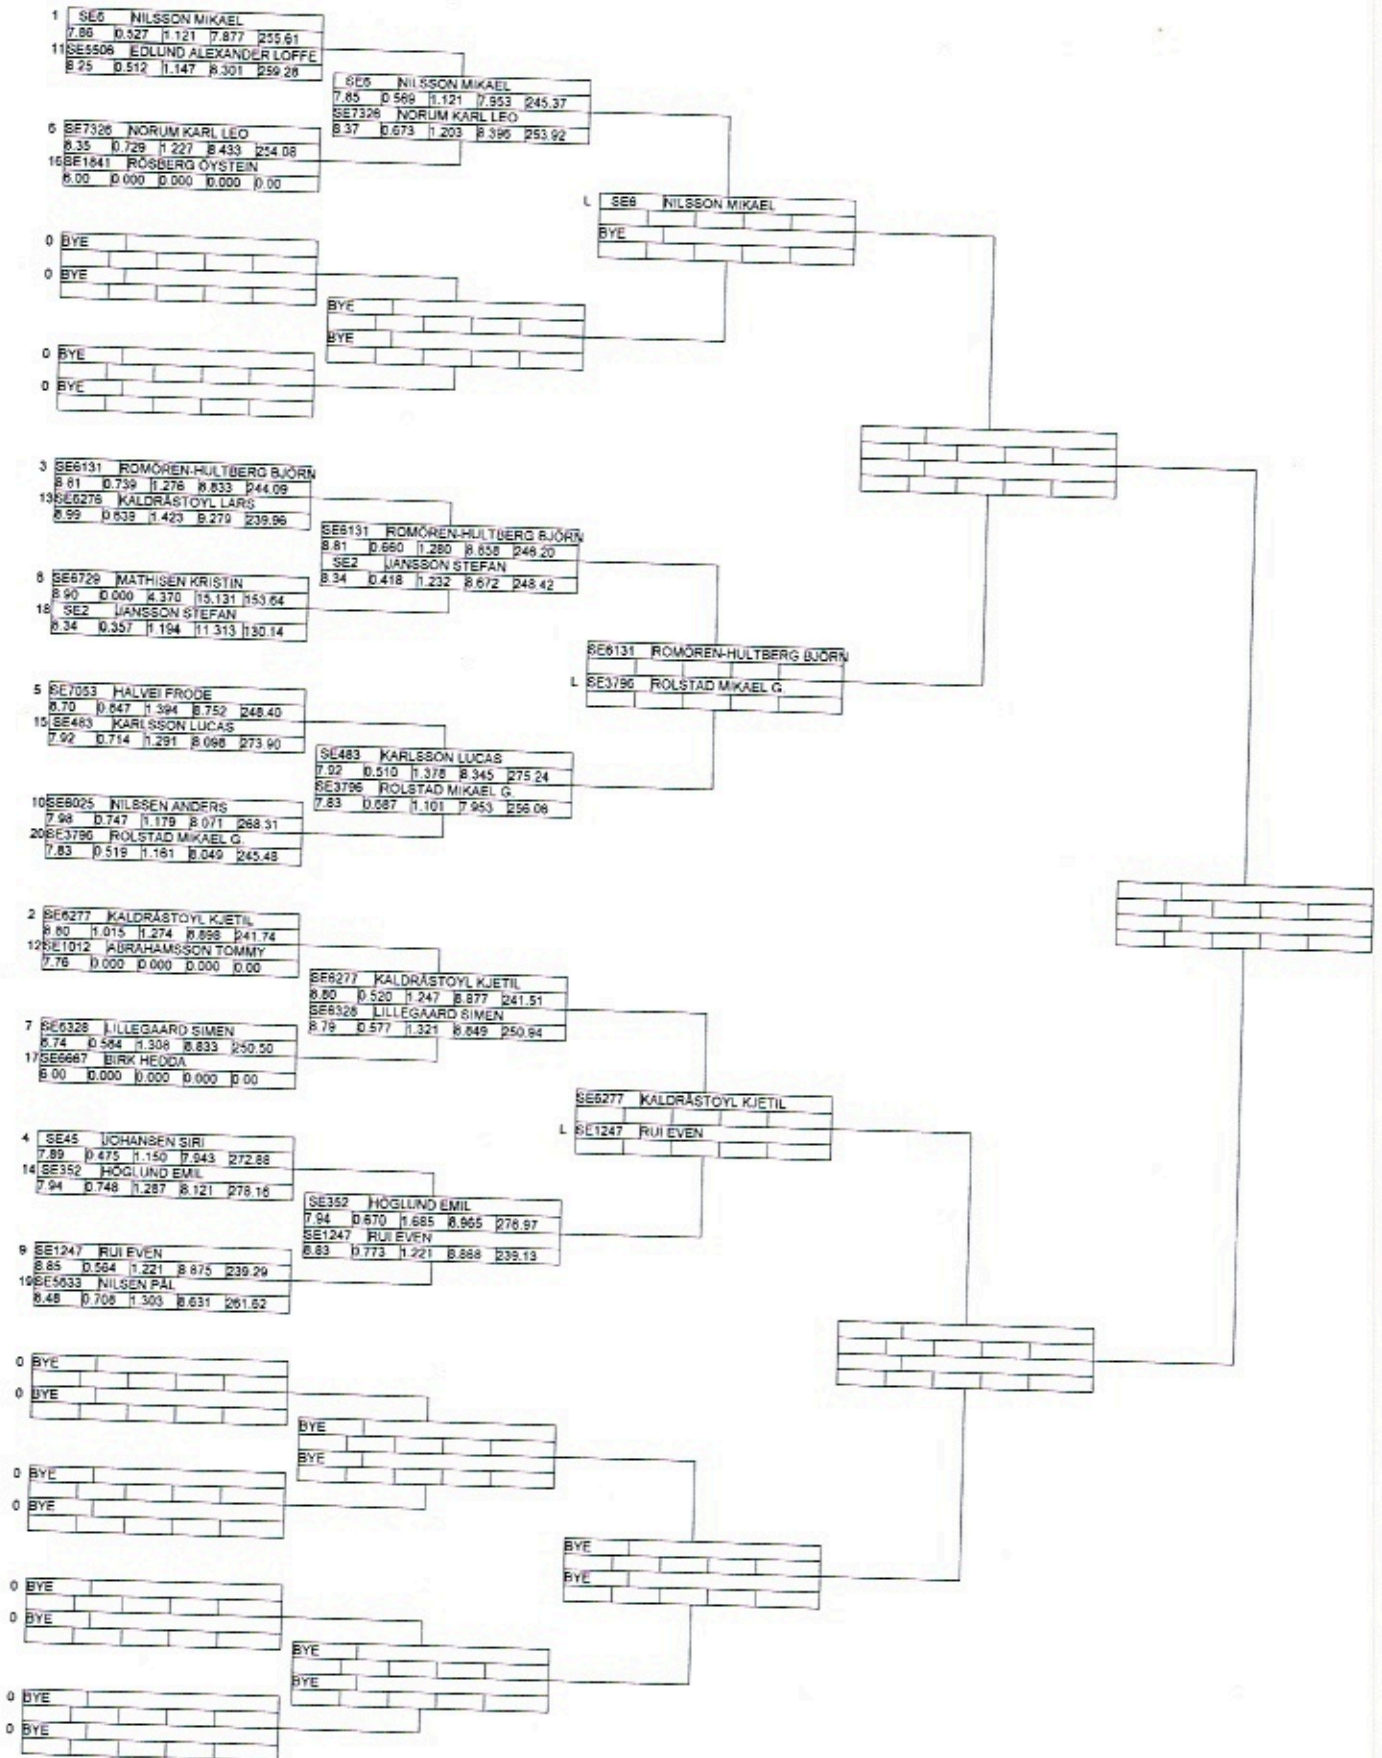 1 SE6 NILSSON MIKAEL
7.86 0.527 1.121 7.877 255.61
11 SE5506 EDLUND ALEXANDER LOFFE
8.25 0.512 1.147 8.301 259.28
6 SE7326 NORUM KARL LEO
8.35 0.729 1.227 8.433 254.08
16 SE1841 RÖSBERG ÖYSTEIN
6.00 0.000 0.000 0.000 0.00
0 BYE
0 BYE
0 BYE
0 BYE
3 SE6131 ROMÖREN-HULTBERG BJÖRN
8.81 0.739 1.276 8.833 244.09
13 SE6276 KALDRÅSTOYL LARS
8.99 0.639 1.423 9.279 239.96
8 SE6729 MATHISEN KRISTIN
8.90 0.000 4.370 15.131 153.64
18 SE2 JANSSON STEFAN
8.34 0.357 1.194 11.313 130.14
5 SE7053 HALVEI FRODE
8.70 0.647 1.394 8.752 248.40
15 SE483 KARLSSON LUCAS
7.92 0.714 1.291 8.098 273.90
10 SE6025 NILSSEN ANDERS
7.98 0.747 1.179 8.071 268.31
20 SE3796 ROLSTAD MIKAEL G.
7.83 0.519 1.161 8.049 245.48
2 SE6277 KALDRÅSTOYL KJETIL
8.80 1.015 1.274 8.898 241.74
12 SE1012 ABRAHAMSSON TOMMY
7.76 0.000 0.000 0.000 0.00
7 SE6328 LILLEGAARD SIMEN
8.74 0.584 1.308 8.833 250.50
17 SE6667 BIRK HEDDA
6.00 0.000 0.000 0.000 0.00
4 SE45 JOHANSEN SIRI
7.89 0.475 1.150 7.943 272.88
14 SE352 HÖGLUND EMIL
7.94 0.748 1.287 8.121 278.16
9 SE1247 RUI EVEN
8.85 0.564 1.221 8.875 239.29
19 SE5633 NILSEN PÅL
8.48 0.708 1.303 8.631 261.62
0 BYE
0 BYE
0 BYE
0 BYE
0 BYE
0 BYE
0 BYE
0 BYE
SE6 NILSSON MIKAEL
7.85 0.569 1.121 7.953 245.37
SE7326 NORUM KARL LEO
8.37 0.673 1.203 8.396 253.92
BYE
BYE
SE6131 ROMÖREN-HULTBERG BJÖRN
8.81 0.660 1.280 8.858 246.20
SE2 JANSSON STEFAN
8.34 0.418 1.232 8.672 248.42
SE483 KARLSSON LUCAS
7.92 0.510 1.378 8.345 275.24
SE3796 ROLSTAD MIKAEL G.
7.83 0.687 1.101 7.953 256.08
SE6277 KALDRÅSTOYL KJETIL
8.80 0.520 1.247 8.877 241.51
SE6328 LILLEGAARD SIMEN
8.79 0.577 1.321 8.849 250.94
SE352 HÖGLUND EMIL
7.94 0.670 1.685 8.965 276.97
SE1247 RUI EVEN
8.83 0.773 1.221 8.868 239.13
BYE
BYE
BYE
BYE
L SE6 NILSSON MIKAEL
BYE
SE6131 ROMÖREN-HULTBERG BJÖRN
L SE3796 ROLSTAD MIKAEL G.
SE6277 KALDRÅSTOYL KJETIL
L SE1247 RUI EVEN
BYE
BYE